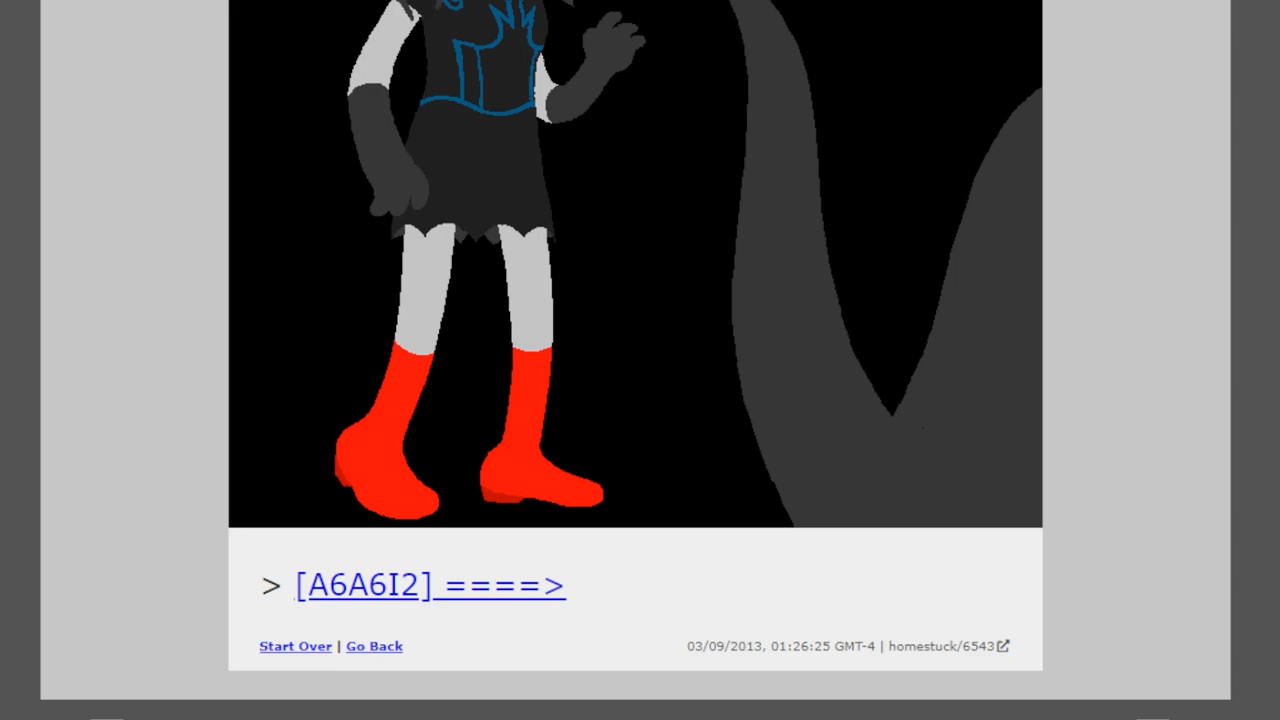 > [A6A6I2] ====>
Start Over | Go Back
03/09/2013, 01:26:25 GMT-4 | homestuck/6543